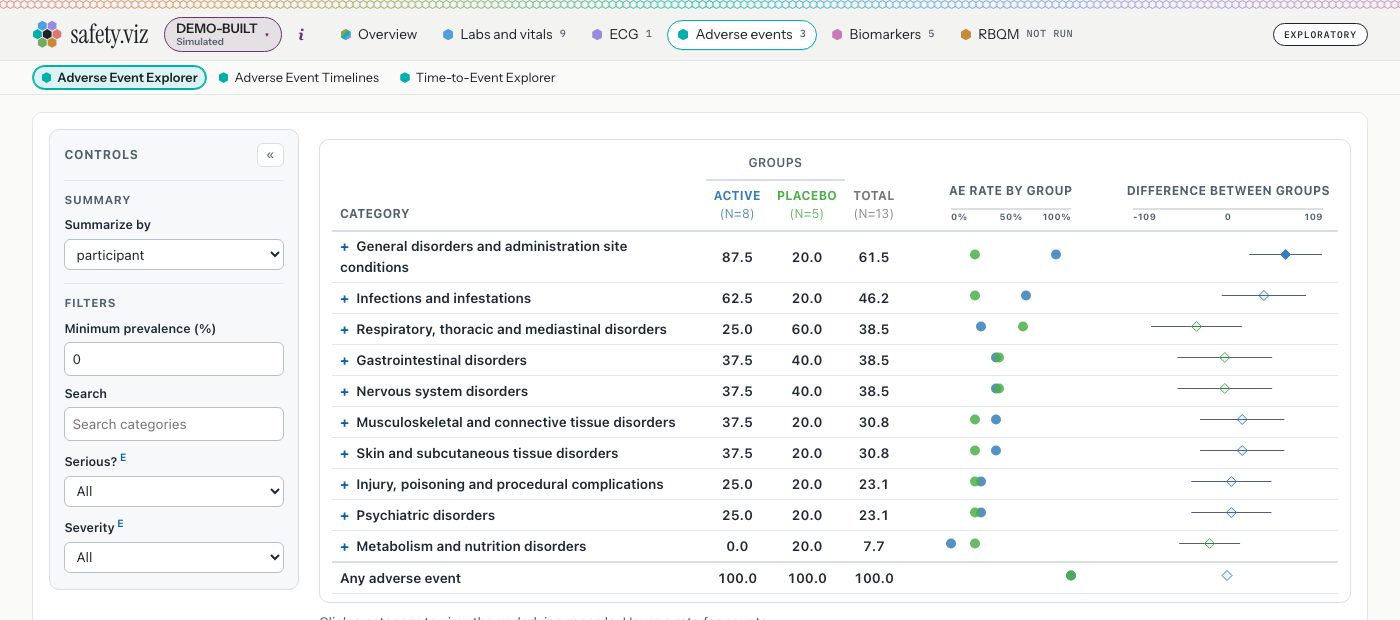 safety.viz
DEMO-BUILT
Simulated
i
Overview
Labs and vitals 9
ECG 1
Adverse events 3
Biomarkers 5
RBQM NOT RUN
EXPLORATORY
Adverse Event Explorer
Adverse Event Timelines
Time-to-Event Explorer
CONTROLS
«
SUMMARY
Summarize by
participant
FILTERS
Minimum prevalence (%)
0
Search
Search categories
Serious? E
All
Severity E
All
GROUPS
CATEGORY
ACTIVE (N=8)
PLACEBO (N=5)
TOTAL (N=13)
AE RATE BY GROUP
0% 50% 100%
DIFFERENCE BETWEEN GROUPS
-109 0 109
+ General disorders and administration site
conditions
87.5 20.0 61.5
+ Infections and infestations 62.5 20.0 46.2
+ Respiratory, thoracic and mediastinal disorders 25.0 60.0 38.5
+ Gastrointestinal disorders 37.5 40.0 38.5
+ Nervous system disorders 37.5 40.0 38.5
+ Musculoskeletal and connective tissue disorders 37.5 20.0 30.8
+ Skin and subcutaneous tissue disorders 37.5 20.0 30.8
+ Injury, poisoning and procedural complications 25.0 20.0 23.1
+ Psychiatric disorders 25.0 20.0 23.1
+ Metabolism and nutrition disorders 0.0 20.0 7.7
Any adverse event 100.0 100.0 100.0